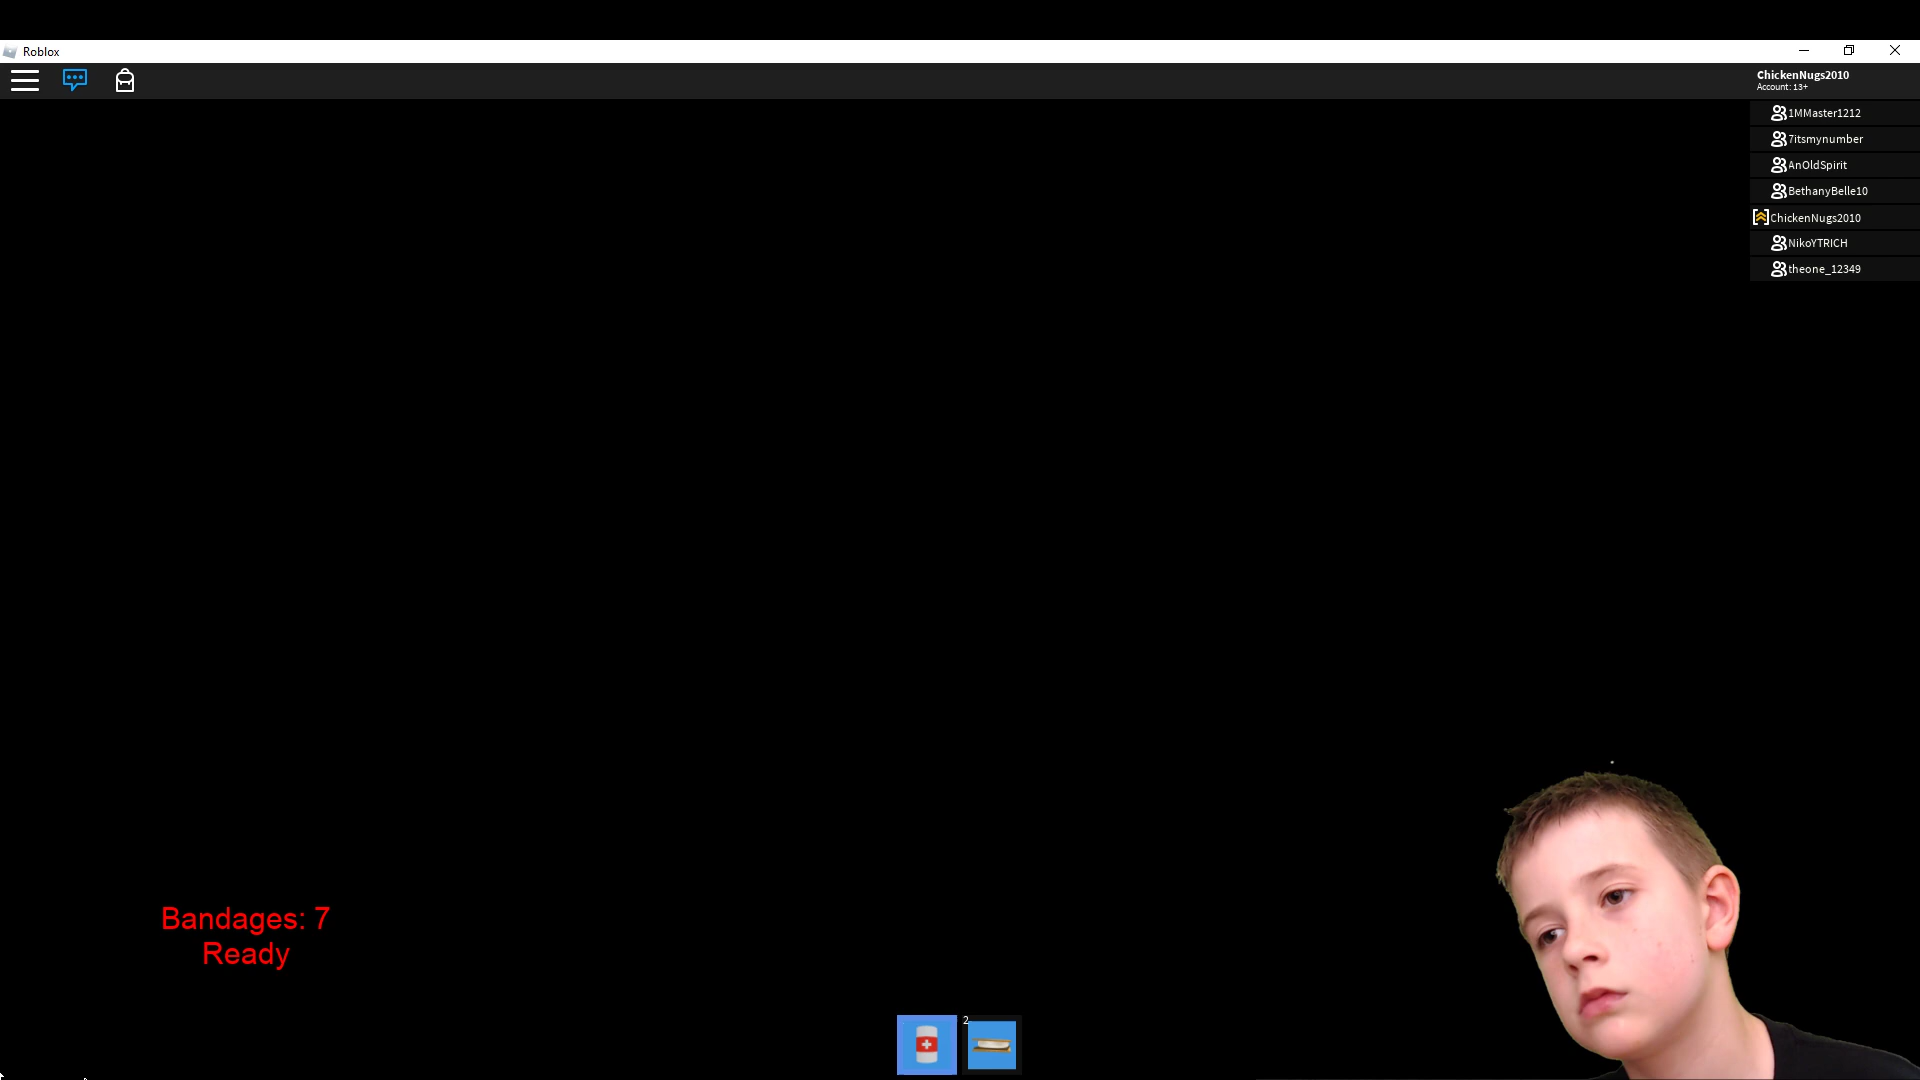 Roblox
ChickenNugs2010
Account: 13+
1MMaster1212
7itsmynumber
AnOldSpirit
BethanyBelle10
ChickenNugs2010
NikoYTRICH
theone_12349
Bandages: 7
Ready
2